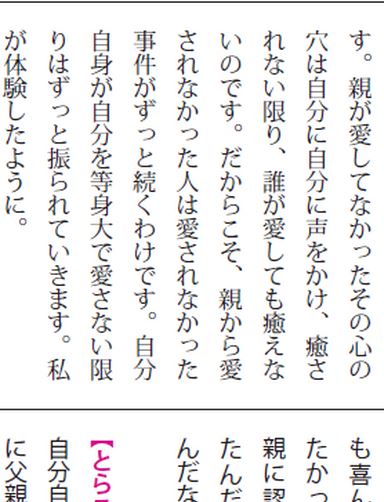 す。親が愛してなかったその心の
穴は自分に自分に声をかけ、癒さ
れない限り、誰が愛しても癒えな
いのです。だからこそ、親から愛
されなかった人は愛されなかった
事件がずっと続くわけです。自分
自身が自分を等身大で愛さない限
りはずっと振られていきます。私
が体験したように。
も喜ん
たかっ
親に認
たんだ
んだな
【とら
自分自
に父親